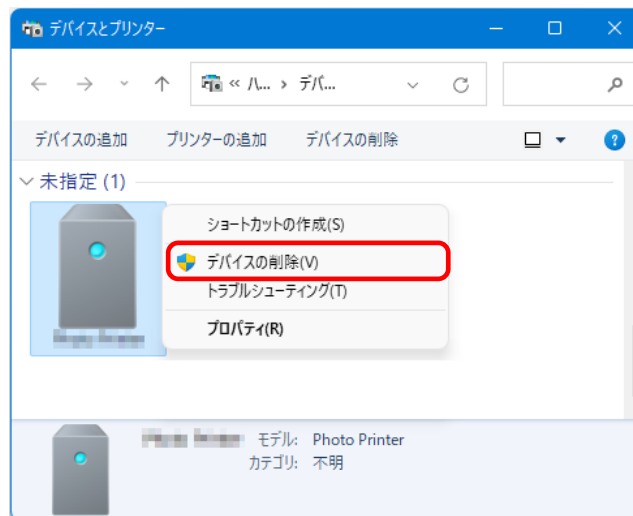 デバイスとプリンター
« ハ... › デバ...
デバイスの追加 プリンターの追加 デバイスの削除
未指定 (1)
ショートカットの作成(S)
デバイスの削除(V)
トラブルシューティング(T)
プロパティ(R)
モデル: Photo Printer
カテゴリ: 不明